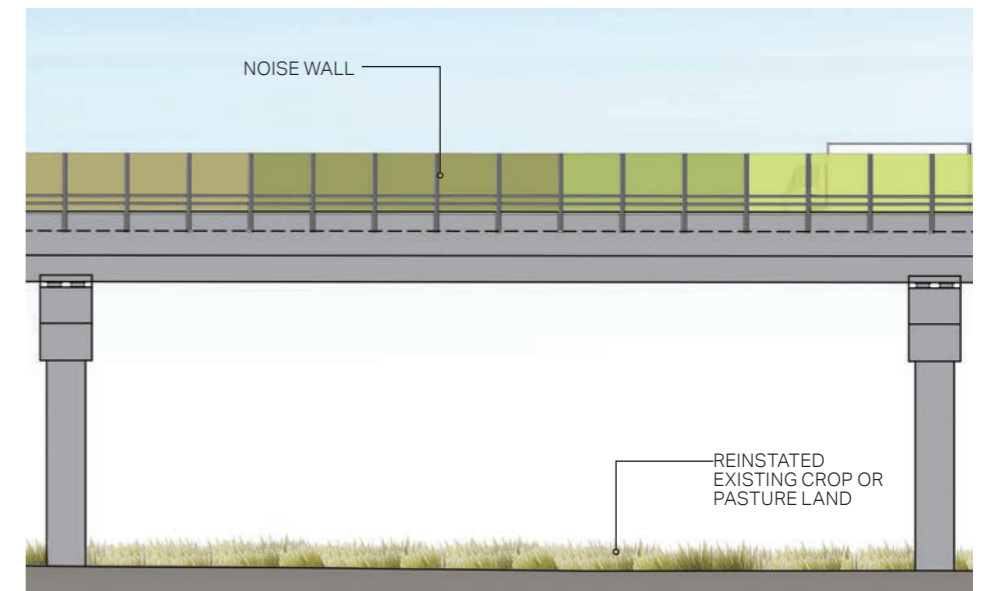 NOISE WALL
REINSTATED
EXISTING CROP OR
PASTURE LAND